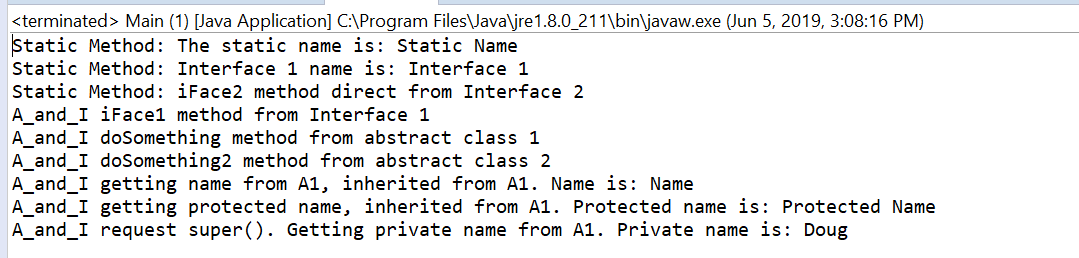 <terminated> Main (1) [Java Application] C:\Program Files\Java\jre1.8.0_211\bin\javaw.exe (Jun 5, 2019, 3:08:16 PM)
Static Method: The static name is: Static Name
Static Method: Interface 1 name is: Interface 1
Static Method: iFace2 method direct from Interface 2
A_and_I iFace1 method from Interface 1
A_and_I doSomething method from abstract class 1
A_and_I doSomething2 method from abstract class 2
A_and_I getting name from A1, inherited from A1. Name is: Name
A_and_I getting protected name, inherited from A1. Protected name is: Protected Name
A_and_I request super(). Getting private name from A1. Private name is: Doug